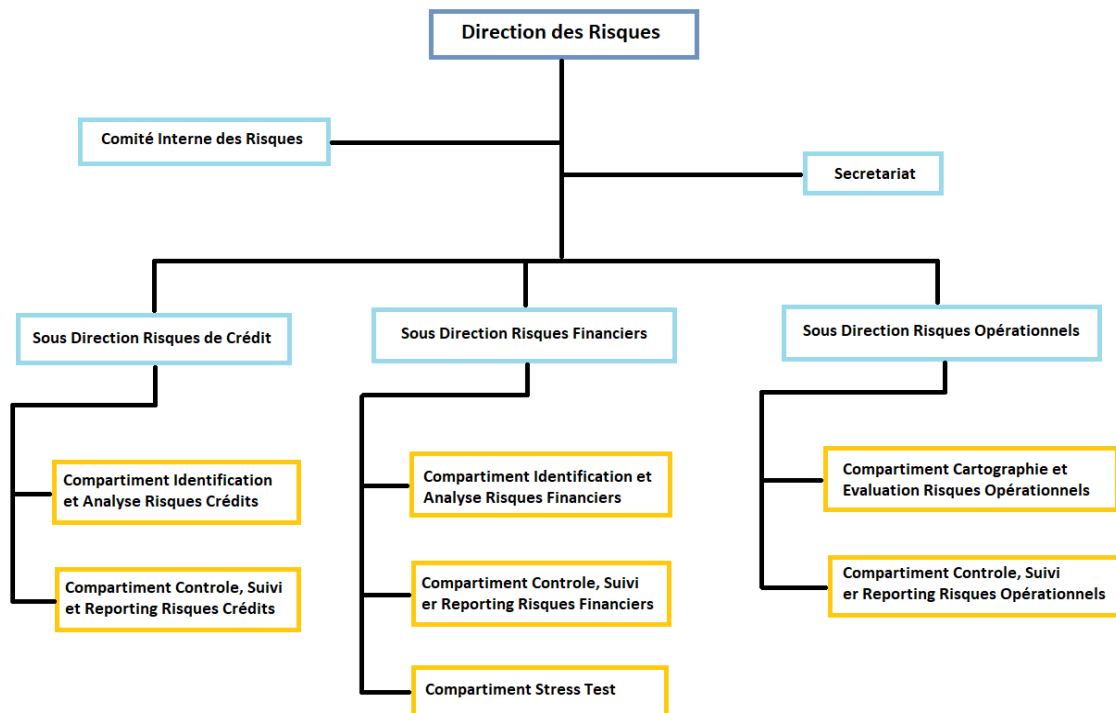 Direction des Risques
Comité Interne des Risques
Secretariat
Sous Direction Risques de Crédit
Sous Direction Risques Financiers
Sous Direction Risques Opérationnels
Compartiment Identification
et Analyse Risques Crédits
Compartiment Identification et
Analyse Risques Financiers
Compartiment Cartographie et
Evaluation Risques Opérationnels
Compartiment Controle, Suivi
et Reporting Risques Crédits
Compartiment Controle, Suivi
er Reporting Risques Financiers
Compartiment Controle, Suivi
er Reporting Risques Opérationnels
Compartiment Stress Test